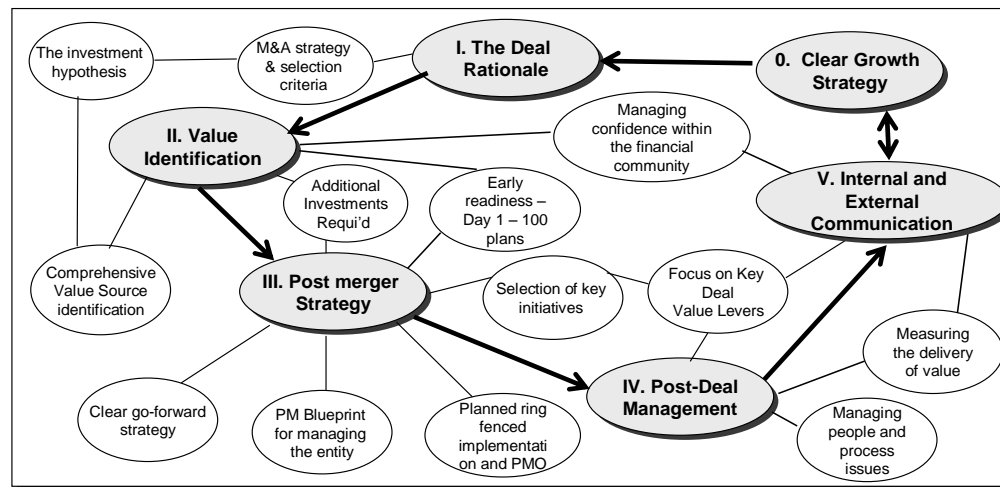 The investment
hypothesis
M&A strategy
& selection
criteria
I. The Deal
Rationale
0.  Clear Growth
Strategy
II. Value
Identification
Managing
confidence within
the financial
community
V. Internal and
External
Communication
Additional
Investments
Requi'd
Early
readiness –
Day 1 – 100
plans
Comprehensive
Value Source
identification
III. Post merger
Strategy
Selection of key
initiatives
Focus on Key
Deal
Value Levers
Measuring
the delivery
of value
Clear go-forward
strategy
PM Blueprint
for managing
the entity
Planned ring
fenced
implementati
on and PMO
IV. Post-Deal
Management
Managing
people and
process
issues